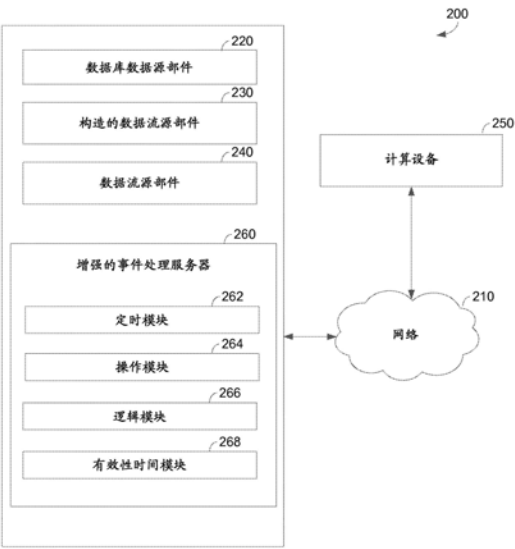 200
220
数据库数据源部件
230
构造的数据流源部件
240
数据流源部件
250
计算设备
260
增强的事件处理服务器
262
定时模块
264
操作模块
266
逻辑模块
268
有效性时间模块
210
网络